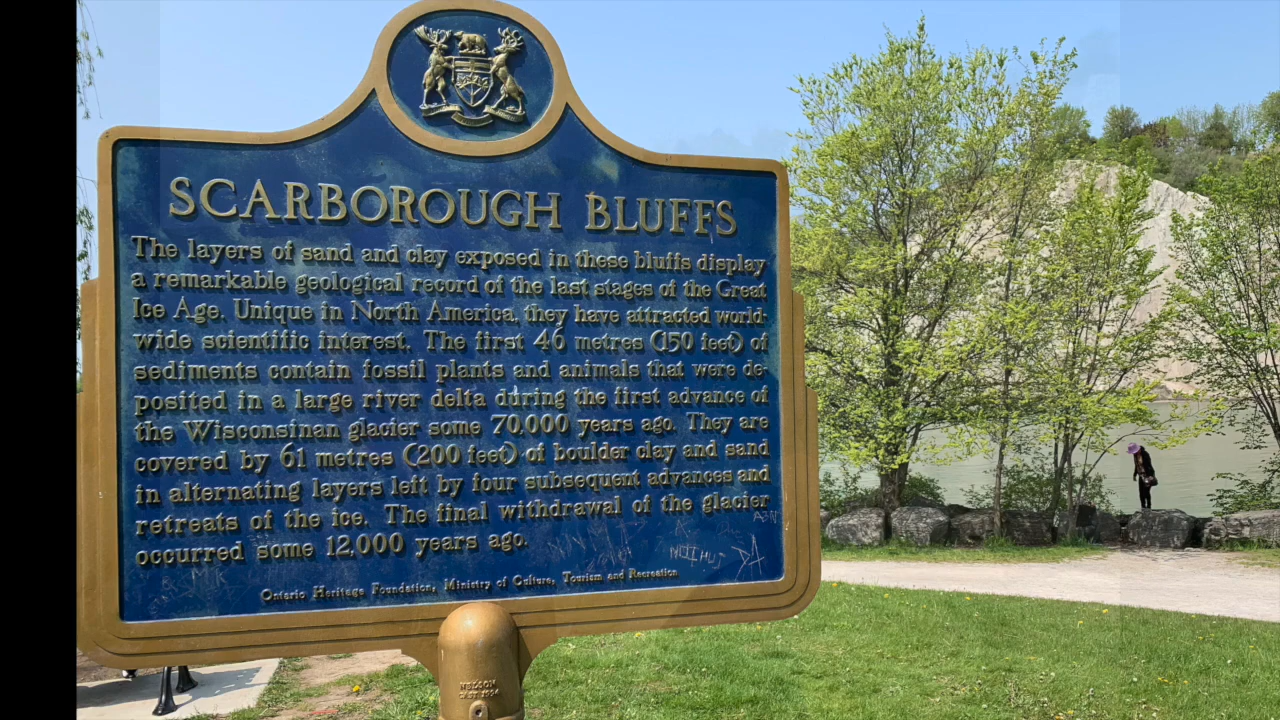 SCARBOROUGH BLUFFS
The layers of sand and clay exposed in these bluffs display
a remarkable geological record of the last stages of the Great
Ice Age. Unique in North America, they have attracted world-
wide scientific interest. The first 46 metres (150 feet) of
sediments contain fossil plants and animals that were de-
posited in a large river delta during the first advance of
the Wisconsinan glacier some 70,000 years ago. They are
covered by 61 metres (200 feet) of boulder clay and sand
in alternating layers left by four subsequent advances and
retreats of the ice. The final withdrawal of the glacier
occurred some 12,000 years ago.
Ontario Heritage Foundation, Ministry of Culture, Tourism and Recreation